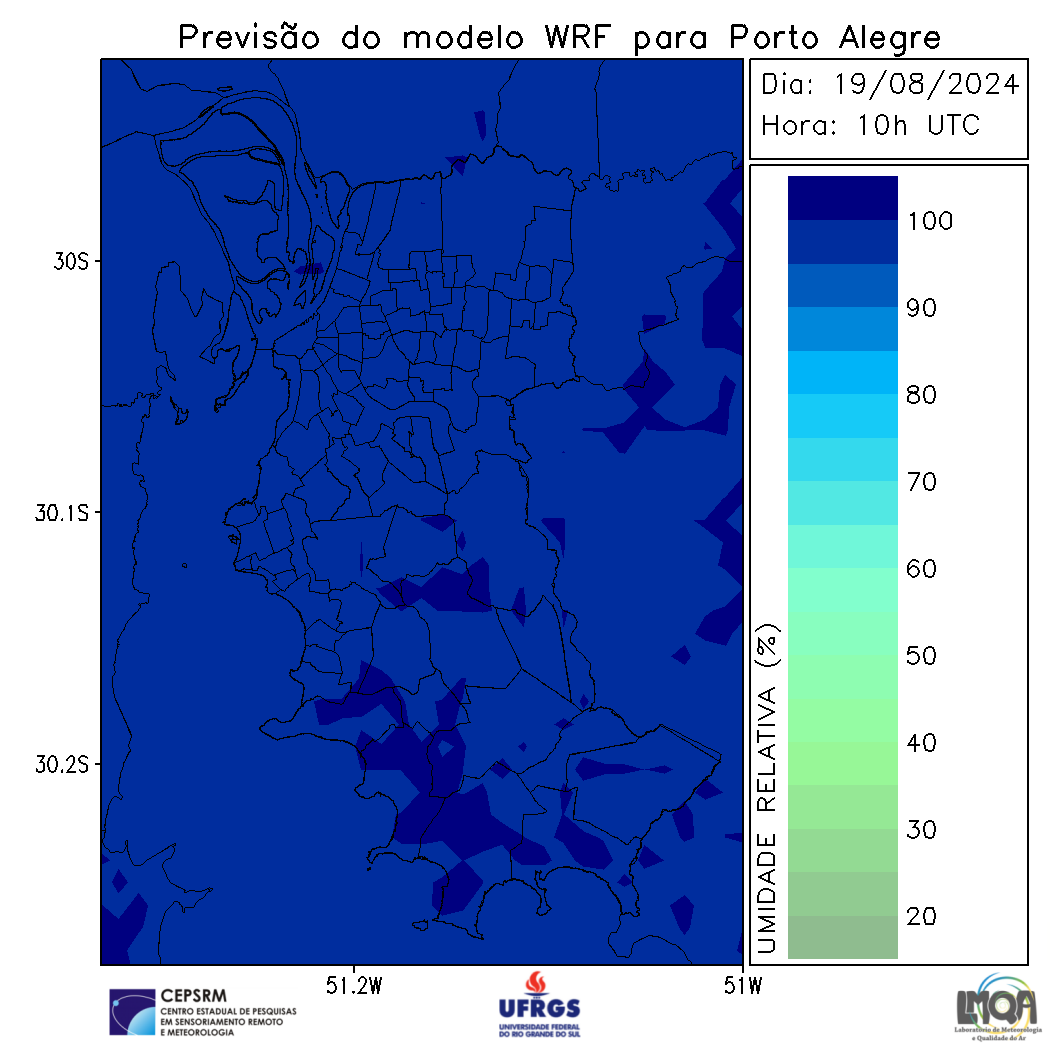 Previsão do modelo WRF para Porto Alegre
Dia: 19/08/2024
Hora: 10h UTC
100
90
80
70
60
50
40
30
20
UMIDADE RELATIVA (%)
30S
30.1S
30.2S
51.2W
51W
CEPSRM
CENTRO ESTADUAL DE PESQUISAS
EM SENSORIAMENTO REMOTO
E METEOROLOGIA
UFRGS
UNIVERSIDADE FEDERAL
DO RIO GRANDE DO SUL
LMQA
Laboratório de Meteorologia
e Qualidade do Ar